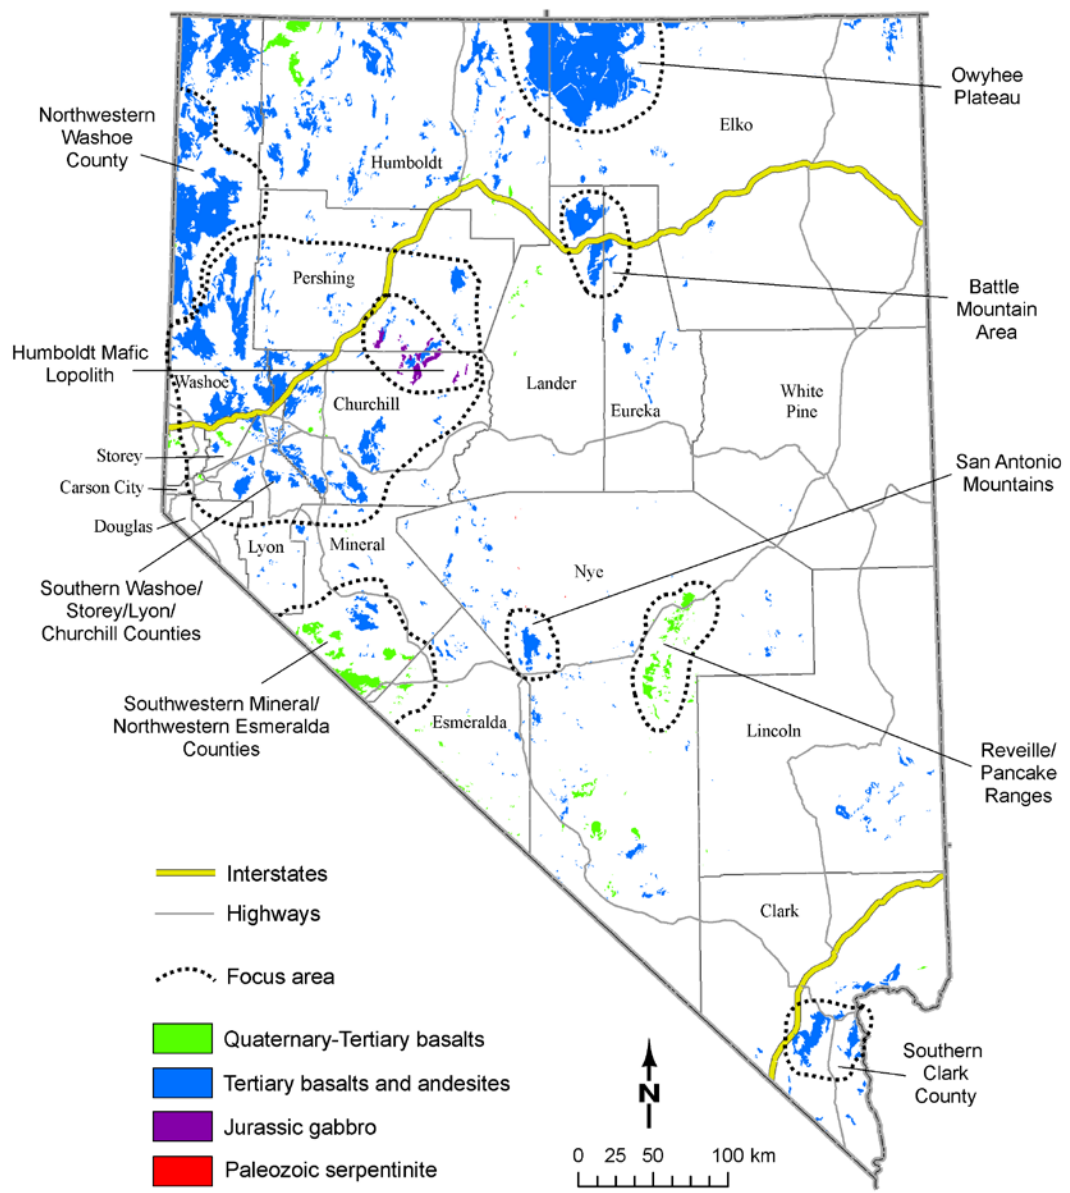 Owyhee
Plateau
Elko
Northwestern
Washoe
County
Humboldt
Pershing
Battle
Mountain
Area
Humboldt Mafic
Lopolith
Washoe
Churchill
Lander
Eureka
White
Pine
Storey
Carson City
Douglas
San Antonio
Mountains
Lyon
Mineral
Nye
Southern Washoe/
Storey/Lyon/
Churchill Counties
Southwestern Mineral/
Northwestern Esmeralda
Counties
Esmeralda
Lincoln
Reveille/
Pancake
Ranges
Interstates
Highways
Clark
Focus area
Quaternary-Tertiary basalts
Tertiary basalts and andesites
Jurassic gabbro
Paleozoic serpentinite
Southern
Clark
County
N
0 25 50 100 km